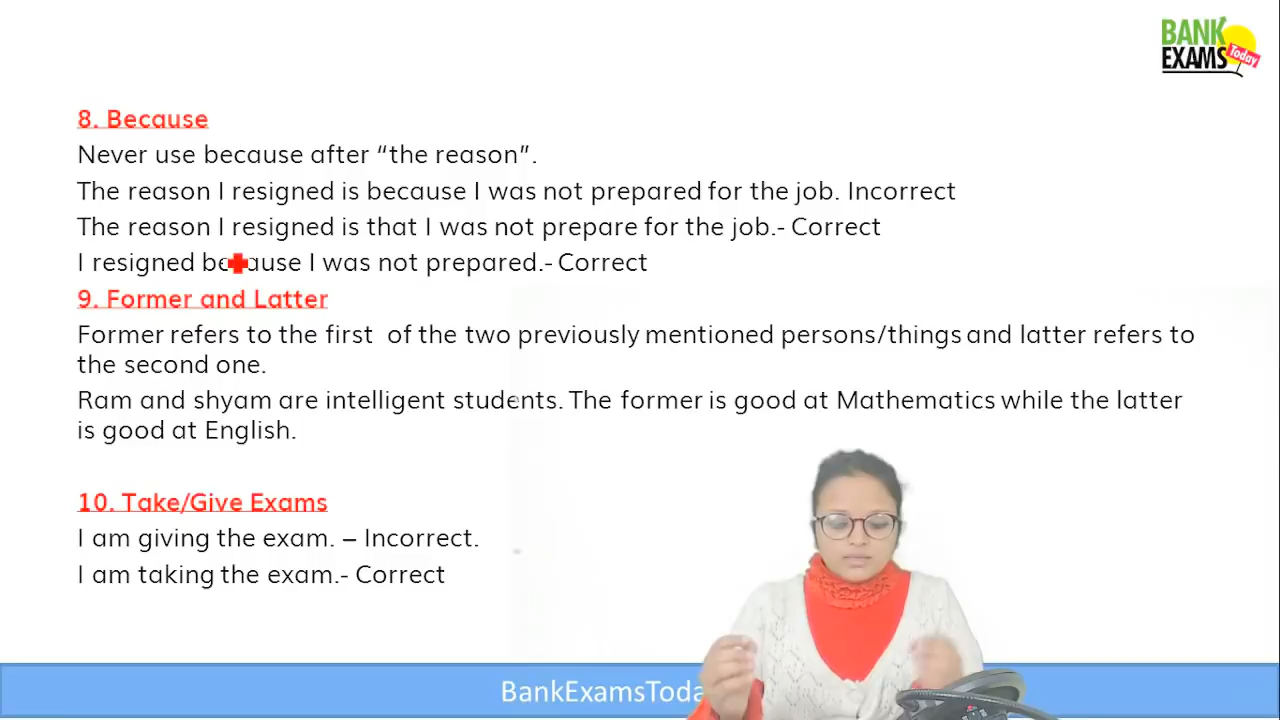 BANK
EXAMS
Today
8. Because
Never use because after “the reason”.
The reason I resigned is because I was not prepared for the job. Incorrect
The reason I resigned is that I was not prepare for the job.- Correct
I resigned because I was not prepared.- Correct
9. Former and Latter
Former refers to the first of the two previously mentioned persons/things and latter refers to
the second one.
Ram and shyam are intelligent students. The former is good at Mathematics while the latter
is good at English.
10. Take/Give Exams
I am giving the exam. – Incorrect.
I am taking the exam.- Correct
BankExamsToda